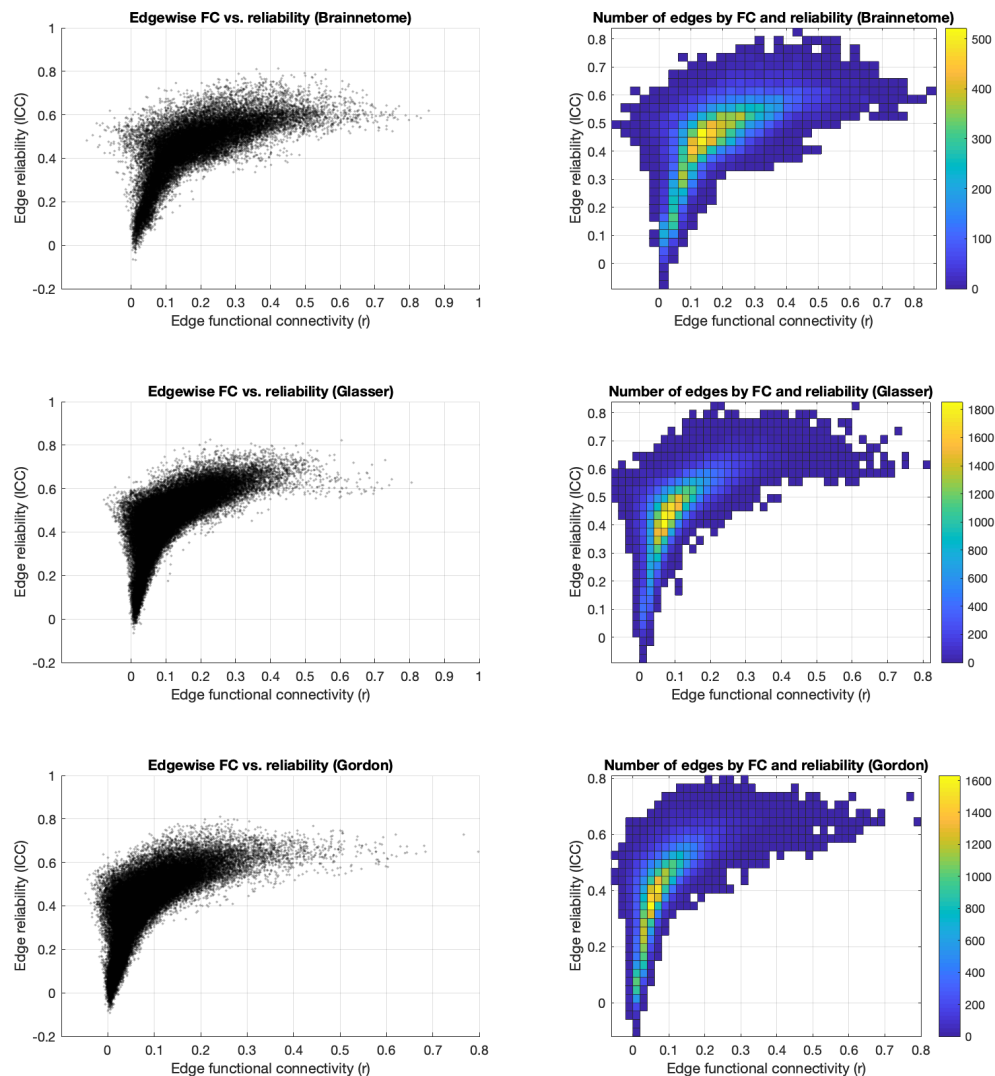 Edgewise FC vs. reliability (Brainnetome)
1
0.8
0.6
0.4
0.2
0
-0.2
Edge reliability (ICC)
0 0.1 0.2 0.3 0.4 0.5 0.6 0.7 0.8 0.9 1
Edge functional connectivity (r)
Number of edges by FC and reliability (Brainnetome)
0.8
0.7
0.6
0.5
0.4
0.3
0.2
0.1
0
Edge reliability (ICC)
0 0.1 0.2 0.3 0.4 0.5 0.6 0.7 0.8
Edge functional connectivity (r)
500
400
300
200
100
0
Edgewise FC vs. reliability (Glasser)
1
0.8
0.6
0.4
0.2
0
-0.2
Edge reliability (ICC)
0 0.1 0.2 0.3 0.4 0.5 0.6 0.7 0.8 0.9 1
Edge functional connectivity (r)
Number of edges by FC and reliability (Glasser)
0.8
0.7
0.6
0.5
0.4
0.3
0.2
0.1
0
Edge reliability (ICC)
0 0.1 0.2 0.3 0.4 0.5 0.6 0.7 0.8
Edge functional connectivity (r)
1800
1600
1400
1200
1000
800
600
400
200
0
Edgewise FC vs. reliability (Gordon)
1
0.8
0.6
0.4
0.2
0
-0.2
Edge reliability (ICC)
0 0.1 0.2 0.3 0.4 0.5 0.6 0.7 0.8
Edge functional connectivity (r)
Number of edges by FC and reliability (Gordon)
0.8
0.6
0.4
0.2
0
Edge reliability (ICC)
0 0.1 0.2 0.3 0.4 0.5 0.6 0.7 0.8
Edge functional connectivity (r)
1600
1400
1200
1000
800
600
400
200
0